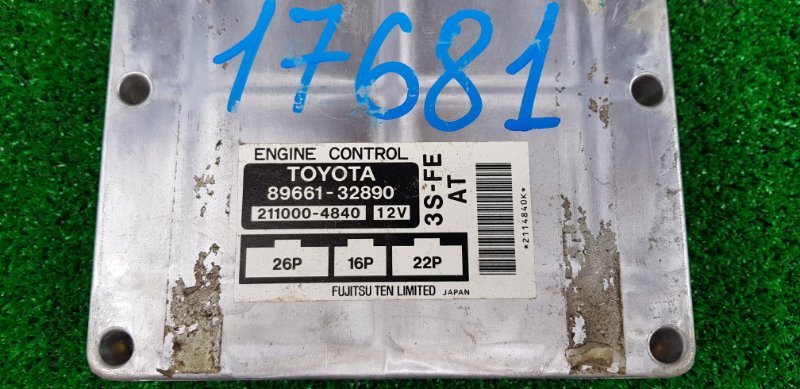 17681
ENGINE CONTROL
TOYOTA
89661-32890
211000-4840 12V
3S-FE
AT
*2114840K*
26P 16P 22P
FUJITSU TEN LIMITED JAPAN